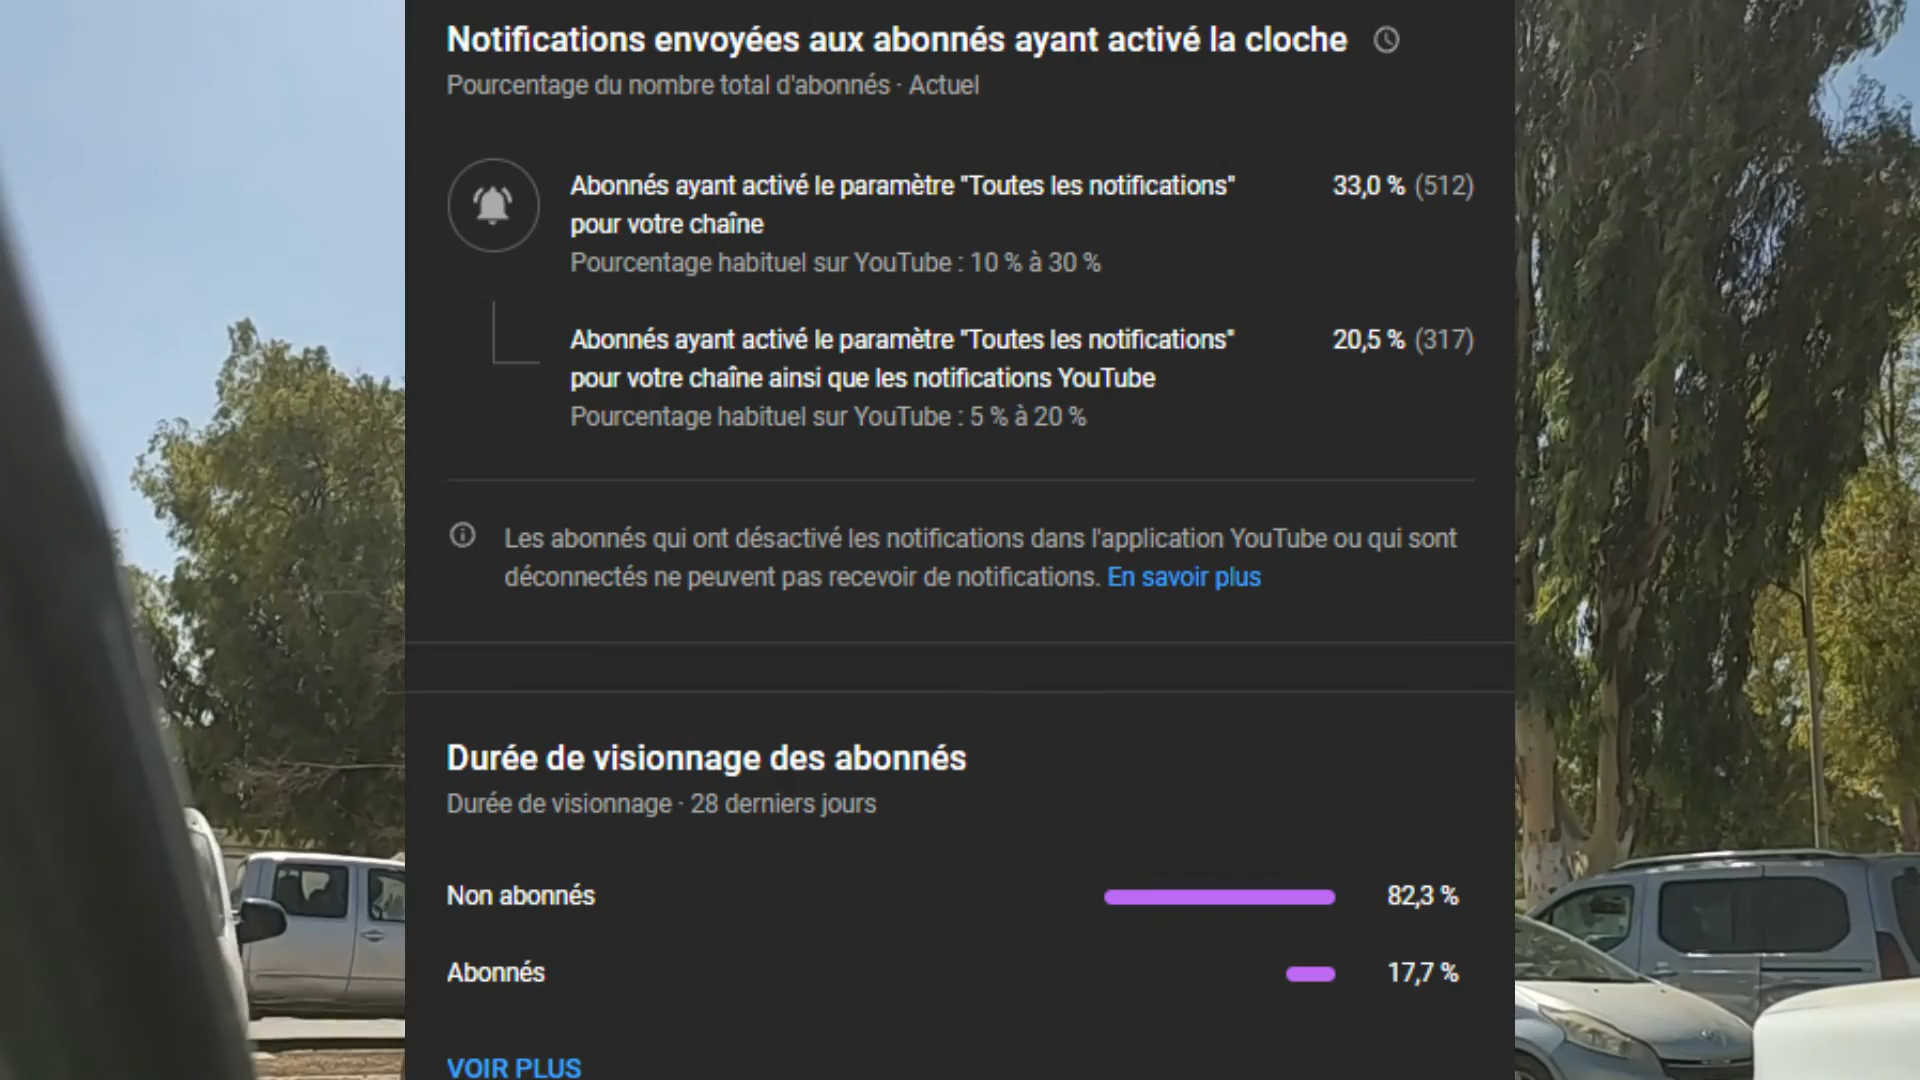 Notifications envoyées aux abonnés ayant activé la cloche
Pourcentage du nombre total d'abonnés · Actuel
Abonnés ayant activé le paramètre "Toutes les notifications" 33,0 % (512)
pour votre chaîne
Pourcentage habituel sur YouTube : 10 % à 30 %
Abonnés ayant activé le paramètre "Toutes les notifications" 20,5 % (317)
pour votre chaîne ainsi que les notifications YouTube
Pourcentage habituel sur YouTube : 5 % à 20 %
Les abonnés qui ont désactivé les notifications dans l'application YouTube ou qui sont
déconnectés ne peuvent pas recevoir de notifications. En savoir plus
Durée de visionnage des abonnés
Durée de visionnage · 28 derniers jours
Non abonnés 82,3 %
Abonnés 17,7 %
VOIR PLUS